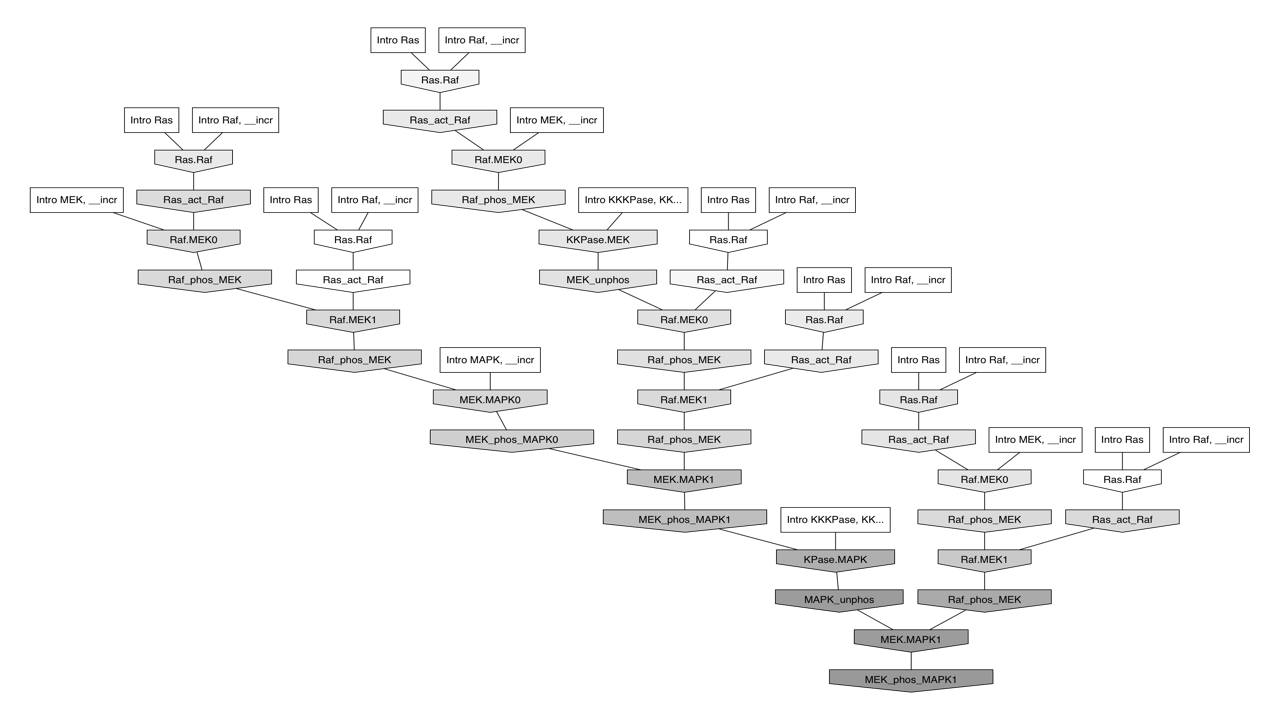 Intro Ras
Intro Raf, __incr
Ras.Raf
Intro Ras
Intro Raf, __incr
Ras_act_Raf
Intro MEK, __incr
Ras.Raf
Raf.MEK0
Intro MEK, __incr
Ras_act_Raf
Intro Ras
Intro Raf, __incr
Raf_phos_MEK
Intro KKKPase, KK...
Intro Ras
Intro Raf, __incr
Raf.MEK0
Ras.Raf
KKPase.MEK
Ras.Raf
Raf_phos_MEK
Ras_act_Raf
MEK_unphos
Ras_act_Raf
Intro Ras
Intro Raf, __incr
Raf.MEK1
Raf.MEK0
Ras.Raf
Raf_phos_MEK
Intro MAPK, __incr
Raf_phos_MEK
Ras_act_Raf
Intro Ras
Intro Raf, __incr
MEK.MAPK0
Raf.MEK1
Ras.Raf
MEK_phos_MAPK0
Raf_phos_MEK
Ras_act_Raf
Intro MEK, __incr
Intro Ras
Intro Raf, __incr
MEK.MAPK1
Raf.MEK0
Ras.Raf
MEK_phos_MAPK1
Intro KKKPase, KK...
Raf_phos_MEK
Ras_act_Raf
KPase.MAPK
Raf.MEK1
MAPK_unphos
Raf_phos_MEK
MEK.MAPK1
MEK_phos_MAPK1